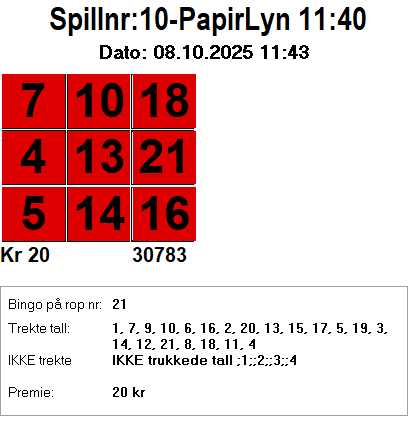 Spillnr:10-PapirLyn 11:40
Dato: 08.10.2025 11:43
7 10 18
4 13 21
5 14 16
Kr 20 30783
Bingo på rop nr: 21
Trekte tall: 1, 7, 9, 10, 6, 16, 2, 20, 13, 15, 17, 5, 19, 3,
14, 12, 21, 8, 18, 11, 4
IKKE trekte IKKE trukkede tall ;1;;2;;3;;4
Premie: 20 kr